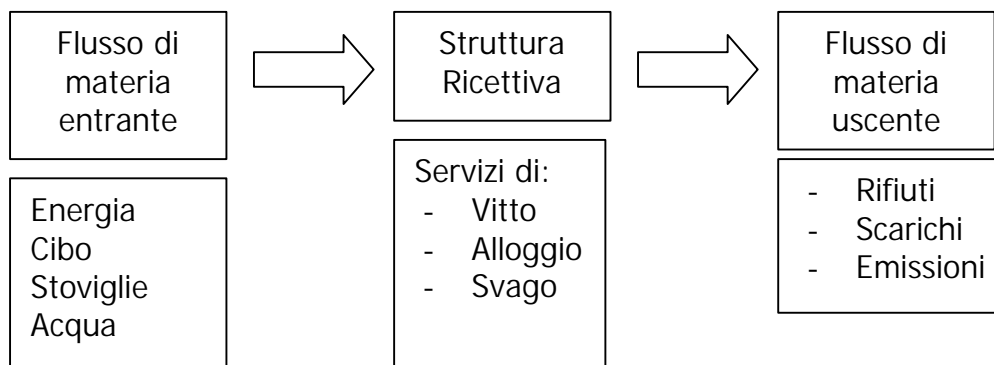 Flusso di
materia
entrante
Struttura
Ricettiva
Flusso di
materia
uscente
Energia
Cibo
Stoviglie
Acqua
Servizi di:
- Vitto
- Alloggio
- Svago
- Rifiuti
- Scarichi
- Emissioni